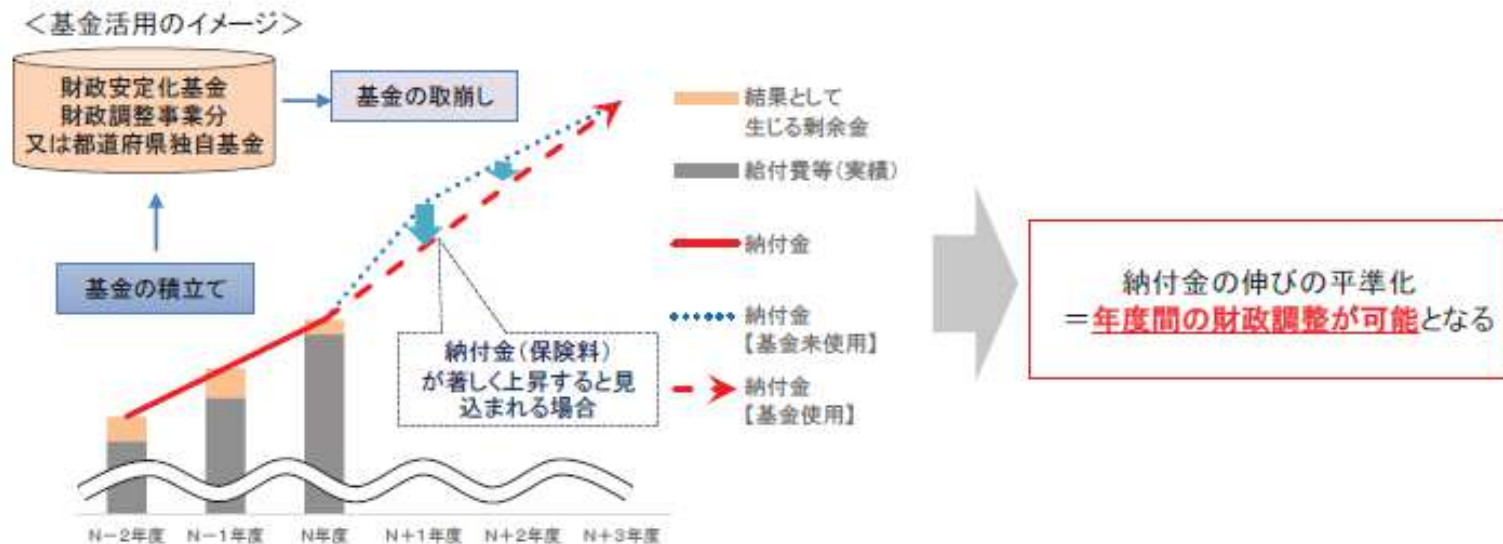 ＜基金活用のイメージ＞
財政安定化基金
財政調整事業分
又は都道府県独自基金
基金の取崩し
基金の積立て
納付金（保険料）
が著しく上昇すると見
込まれる場合
結果として
生じる剰余金
給付費等（実績）
納付金
納付金
【基金未使用】
納付金
【基金使用】
N－2年度
N－1年度
N年度
N＋1年度
N＋2年度
N＋3年度
納付金の伸びの平準化
＝年度間の財政調整が可能となる